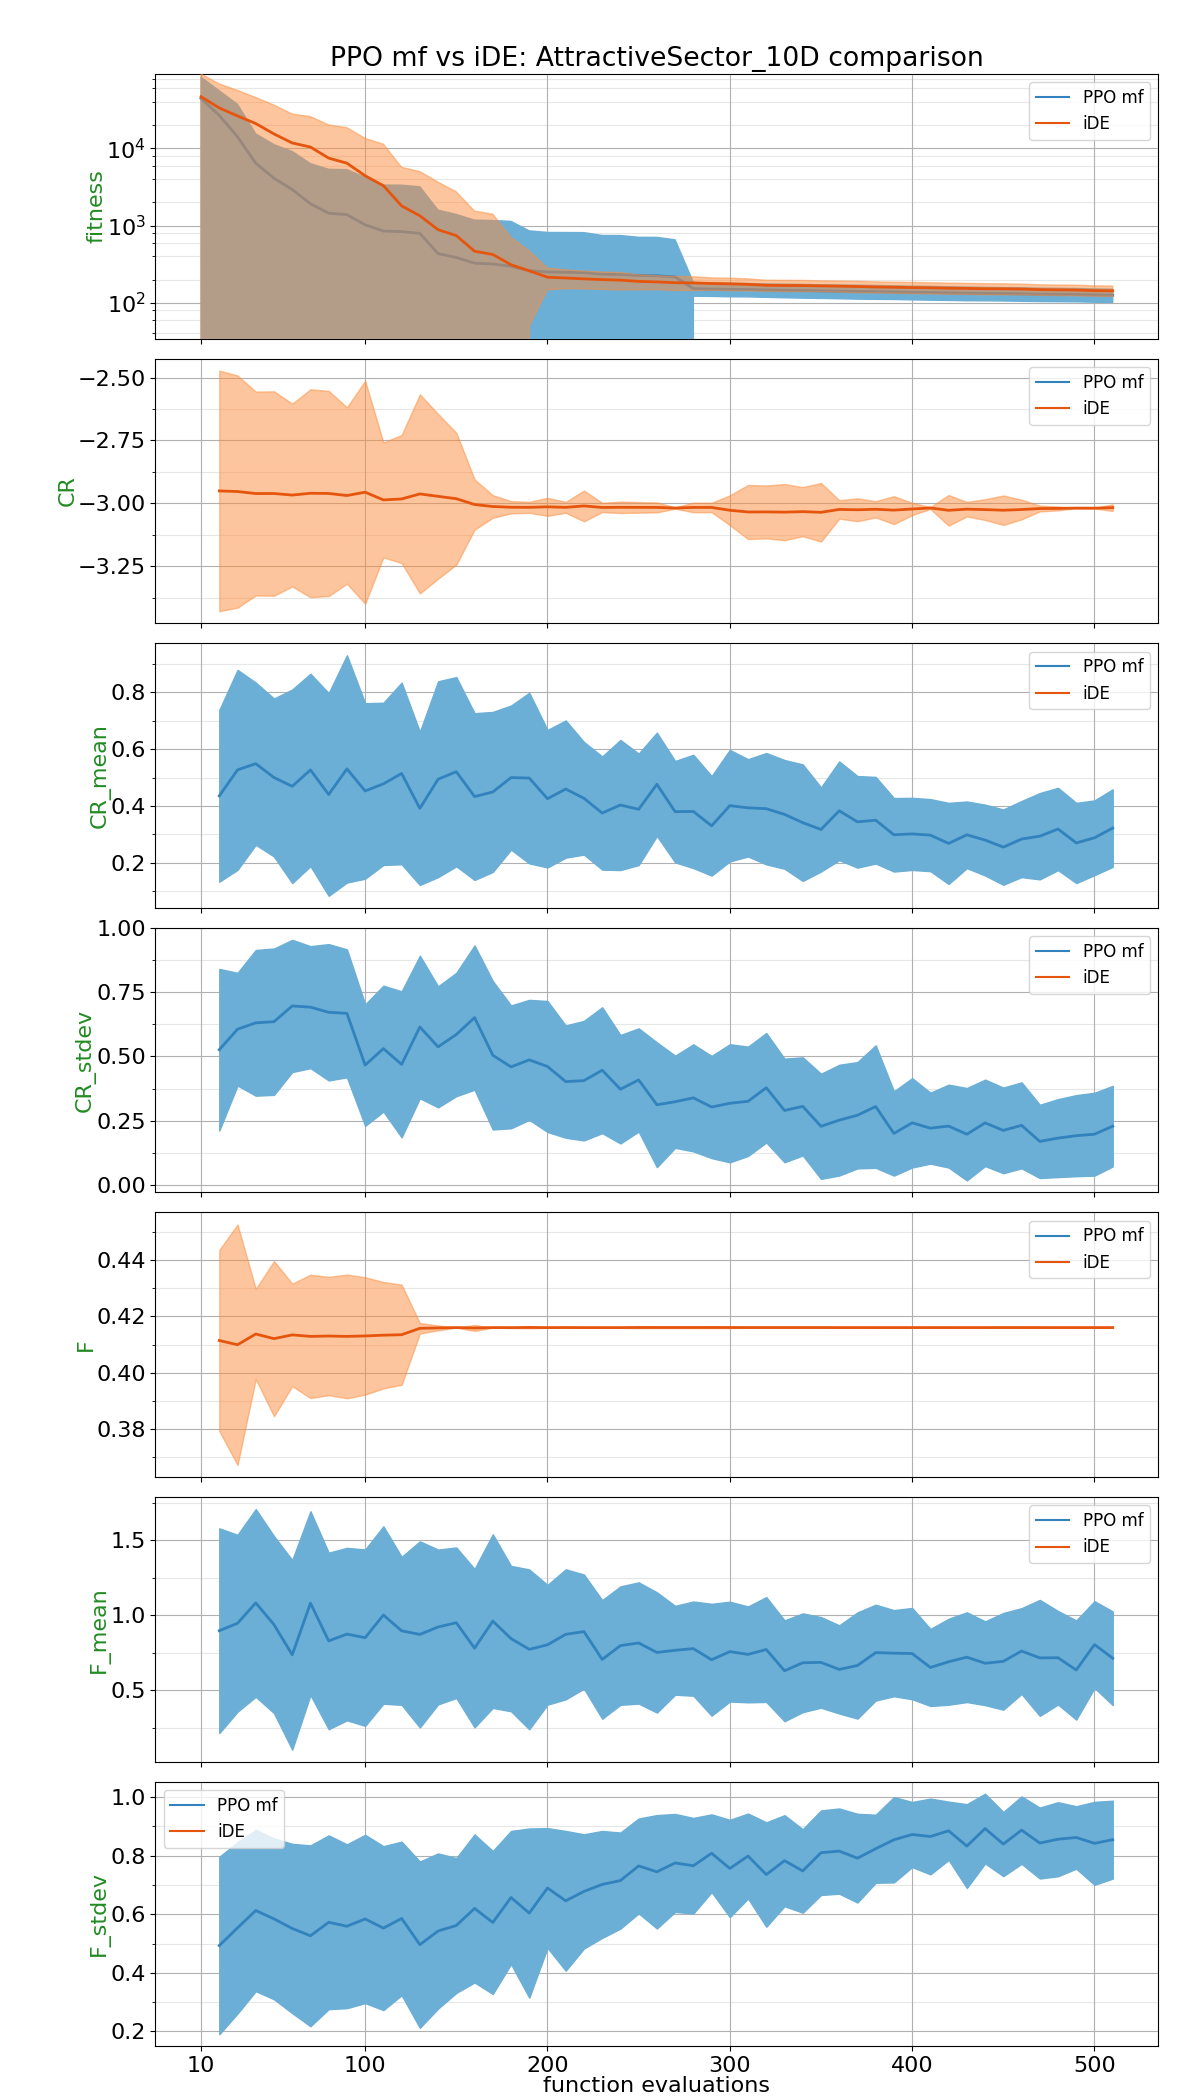 PPO mf vs iDE: AttractiveSector_10D comparison
fitness
10^4
10^3
10^2
PPO mf
iDE
CR
−2.50
−2.75
−3.00
−3.25
PPO mf
iDE
CR_mean
0.8
0.6
0.4
0.2
PPO mf
iDE
CR_stdev
1.00
0.75
0.50
0.25
0.00
PPO mf
iDE
F
0.44
0.42
0.40
0.38
PPO mf
iDE
F_mean
1.5
1.0
0.5
PPO mf
iDE
F_stdev
1.0
0.8
0.6
0.4
0.2
PPO mf
iDE
10 100 200 300 400 500
function evaluations